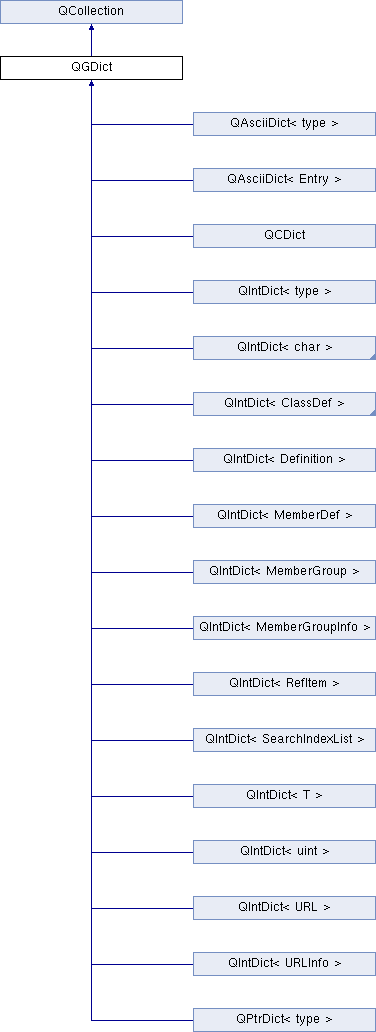 QCollection
QGDict
QAsciiDict< type >
QAsciiDict< Entry >
QCDict
QIntDict< type >
QIntDict< char >
QIntDict< ClassDef >
QIntDict< Definition >
QIntDict< MemberDef >
QIntDict< MemberGroup >
QIntDict< MemberGroupInfo >
QIntDict< RefItem >
QIntDict< SearchIndexList >
QIntDict< T >
QIntDict< uint >
QIntDict< URL >
QIntDict< URLInfo >
QPtrDict< type >